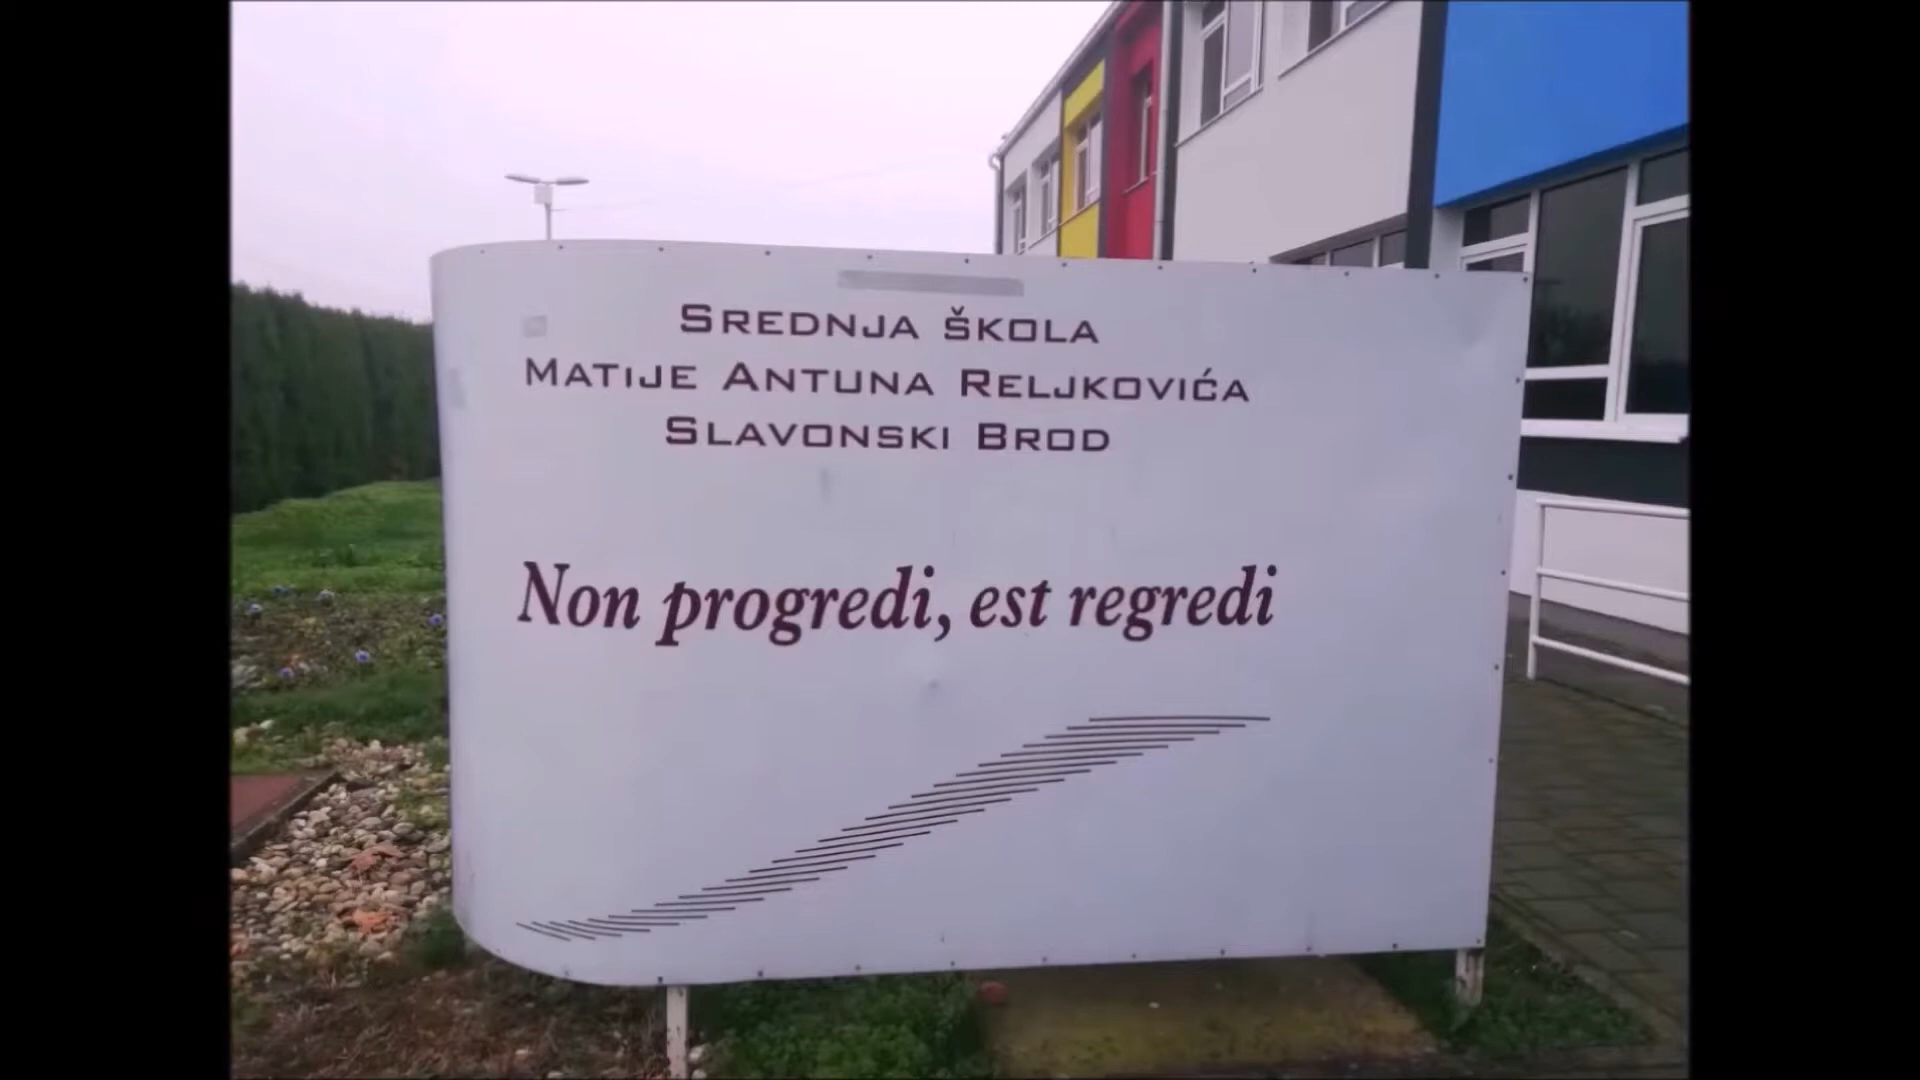 Srednja škola
Matije Antuna Reljkovića
Slavonski Brod
Non progredi, est regredi